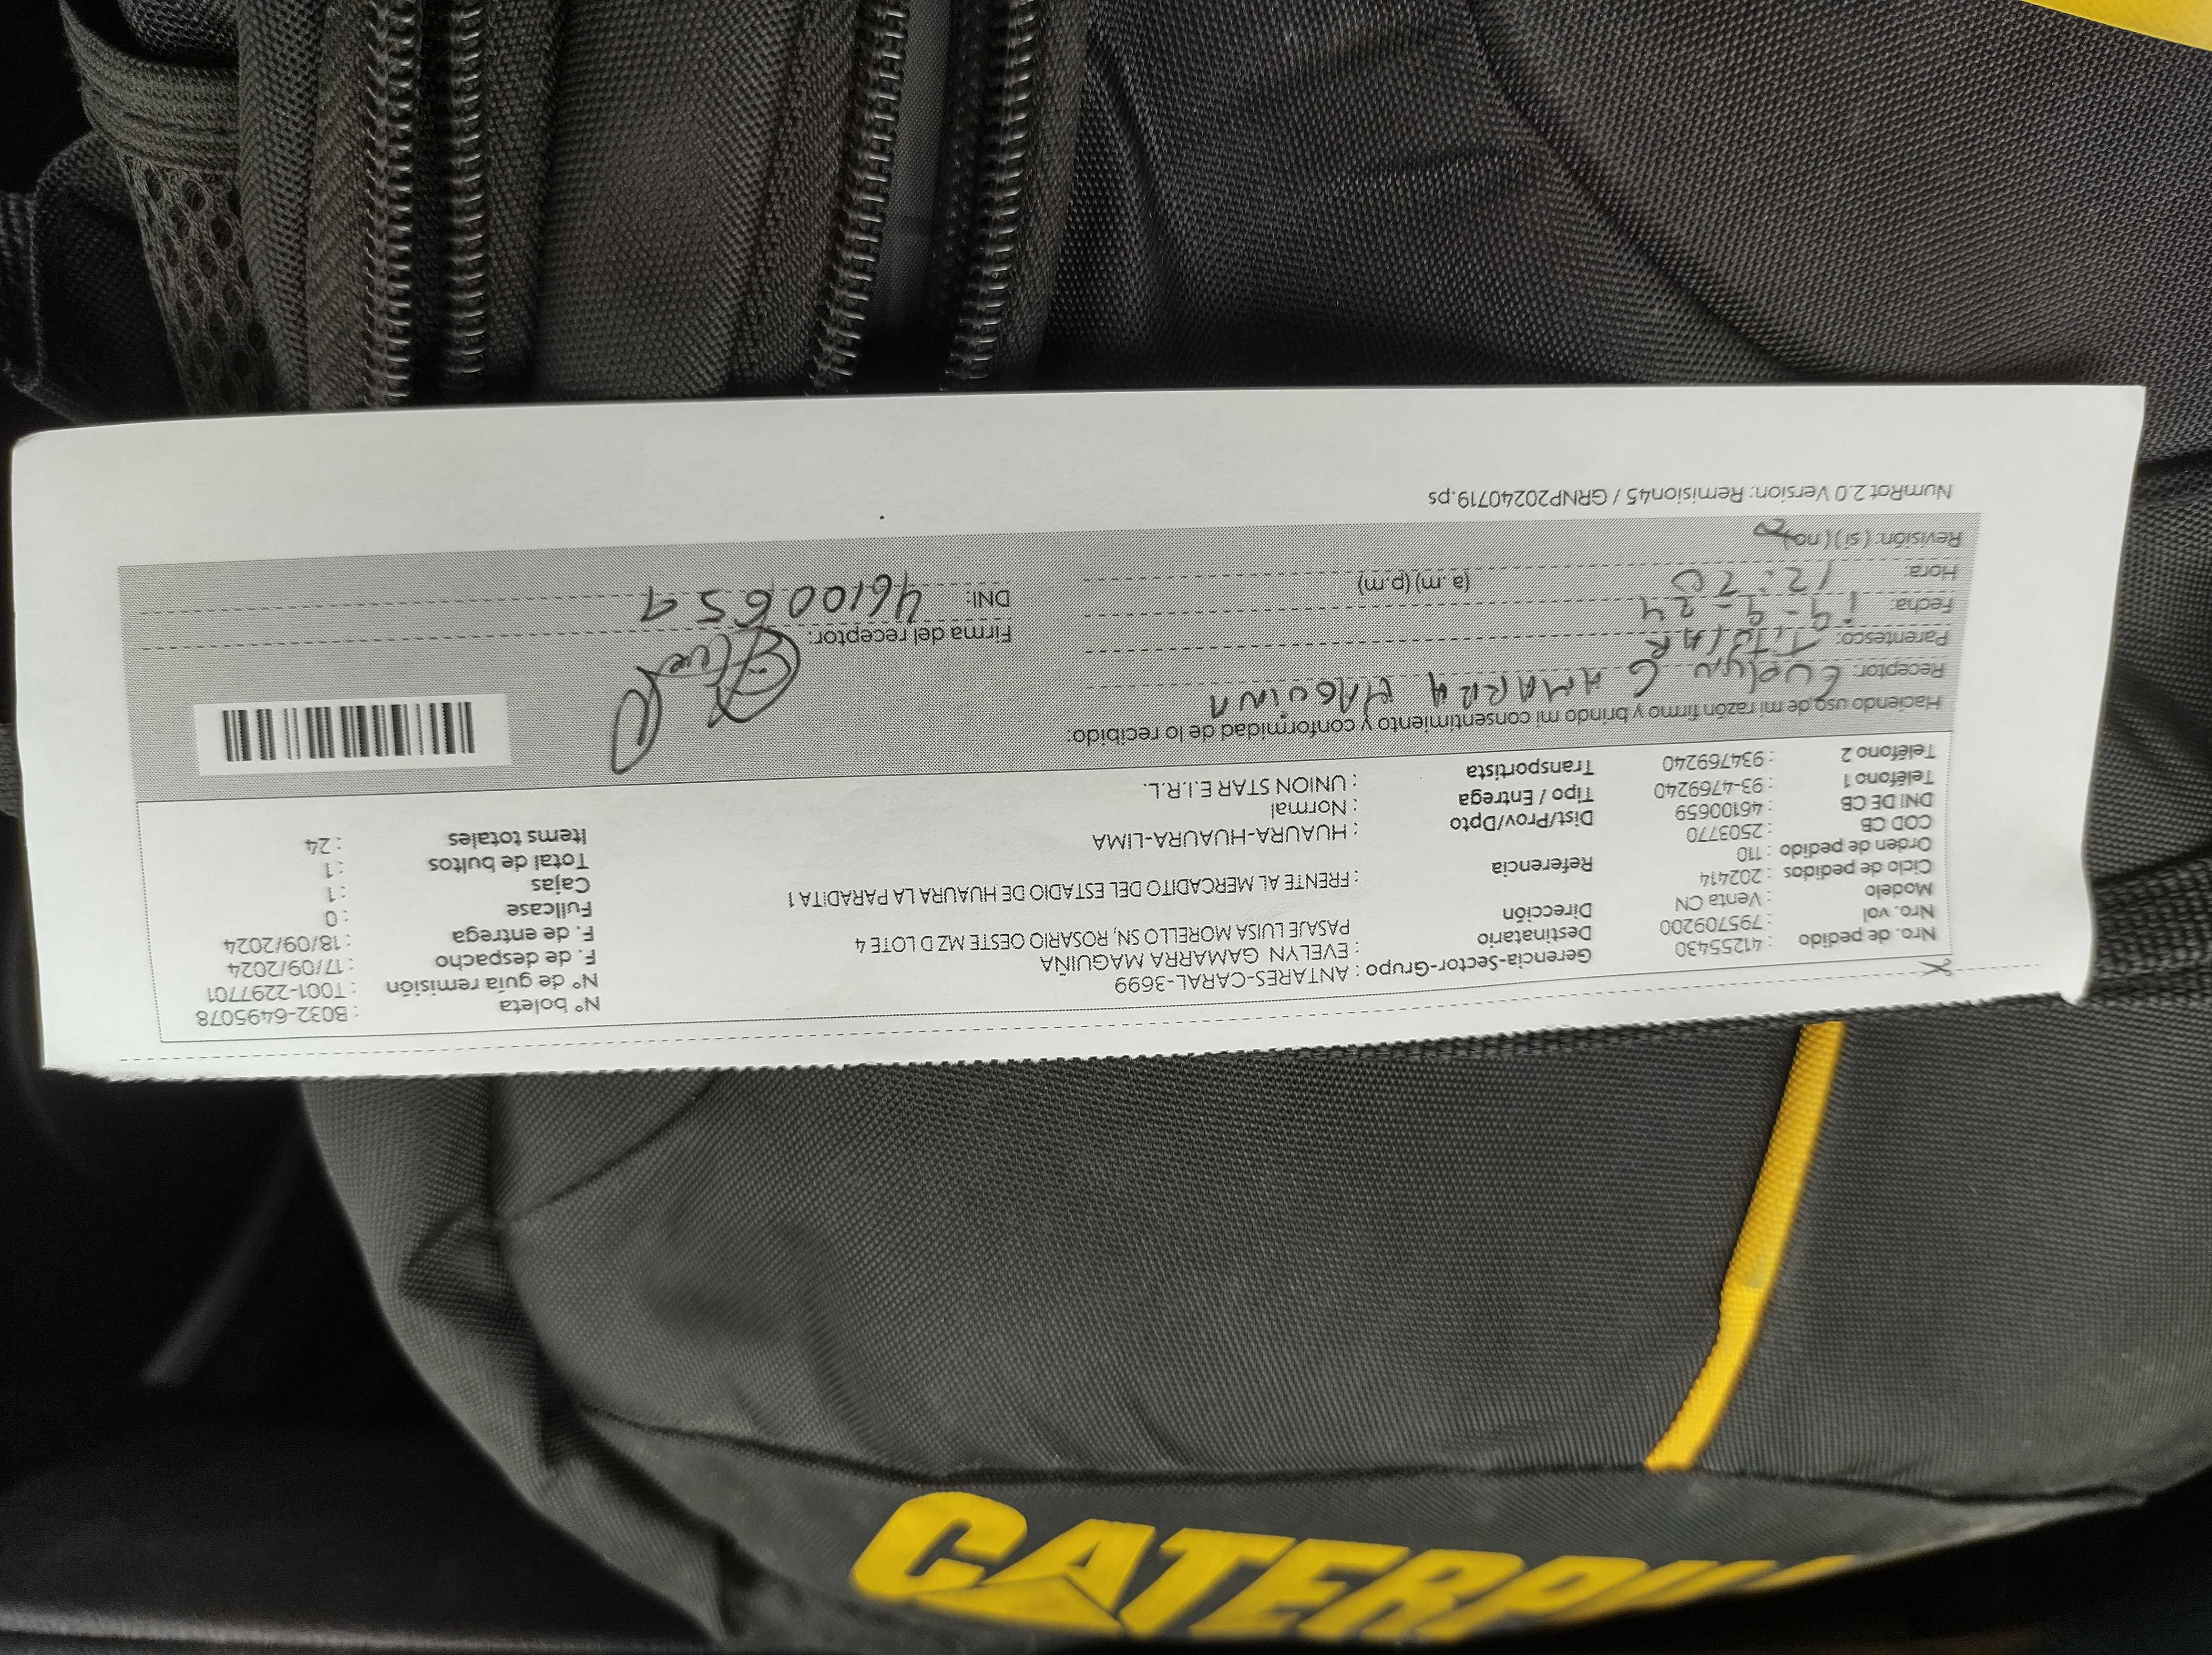 Nro. de pedido : 41255430
Nro. vol : 795709200
Modelo : Venta CN
Ciclo de pedidos : 202414
Orden de pedido : 110
COD CB : 2503770
DNI DE CB : 46100659
Teléfono 1 : 93-4769240
Teléfono 2 : 934769240
Gerencia-Sector-Grupo : ANTARES-CARAL-3699
Destinatario : EVELYN GAMARRA MAGUIÑA
Dirección PASAJE LUISA MORELLO SN, ROSARIO OESTE MZ D LOTE 4
Referencia : FRENTE AL MERCADITO DEL ESTADIO DE HUAURA LA PARADITA 1
Dist/Prov/Dpto : HUAURA-HUAURA-LIMA
Tipo / Entrega : Normal
Transportista : UNION STAR E.I.R.L.
N° boleta : B032-6495078
N° de guía remisión : T001-2297701
F. de despacho : 17/09/2024
F. de entrega : 18/09/2024
Fullcase : 0
Cajas : 1
Total de bultos : 1
Items totales : 24
Haciendo uso de mi razón firmo y brindo mi consentimiento y conformidad de lo recibido:
Receptor: Evelyn GAMARRA MAGUINA
Parentesco: TiTulAR
Fecha: 19-9-24
Hora: 12:20 (a.m) (p.m)
Revisión: (si) (no)
Firma del receptor:
DNI: 46100659
NumRot 2.0 Version: Remision45 / GRNP20240719.ps
CATERPILL